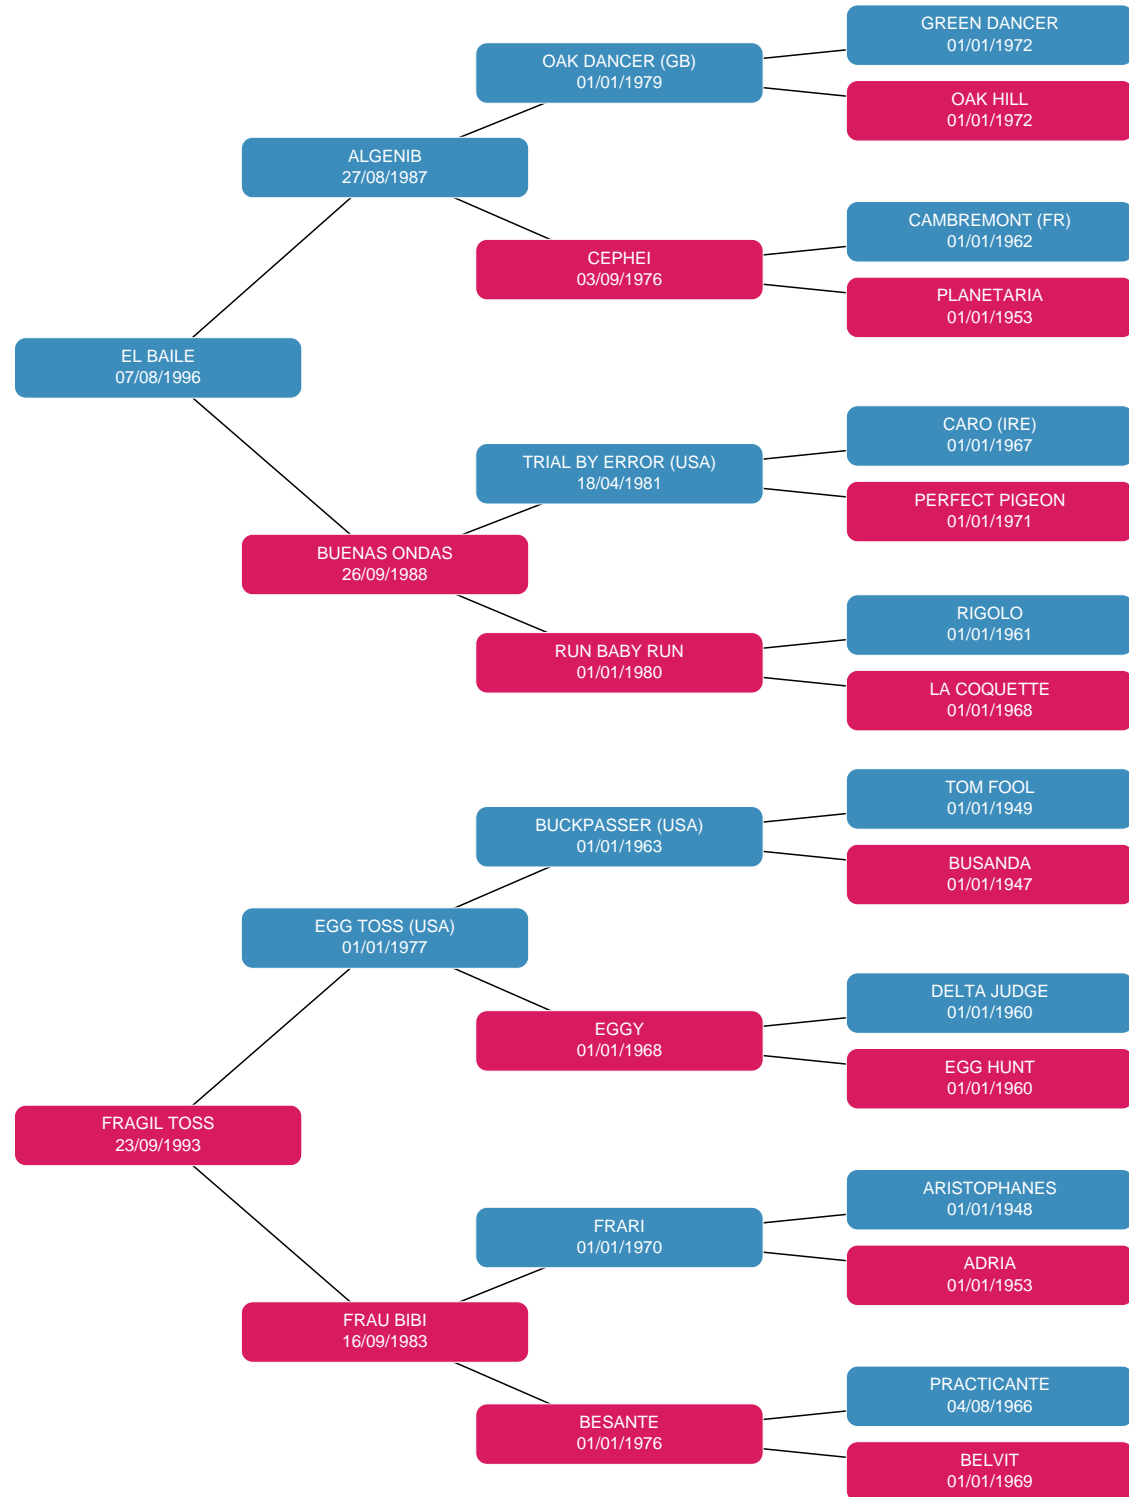 GREEN DANCER
01/01/1972
OAK DANCER (GB)
01/01/1979
OAK HILL
01/01/1972
ALGENIB
27/08/1987
CAMBREMONT (FR)
01/01/1962
CEPHEI
03/09/1976
PLANETARIA
01/01/1953
EL BAILE
07/08/1996
CARO (IRE)
01/01/1967
TRIAL BY ERROR (USA)
18/04/1981
PERFECT PIGEON
01/01/1971
BUENAS ONDAS
26/09/1988
RIGOLO
01/01/1961
RUN BABY RUN
01/01/1980
LA COQUETTE
01/01/1968
TOM FOOL
01/01/1949
BUCKPASSER (USA)
01/01/1963
BUSANDA
01/01/1947
EGG TOSS (USA)
01/01/1977
DELTA JUDGE
01/01/1960
EGGY
01/01/1968
EGG HUNT
01/01/1960
FRAGIL TOSS
23/09/1993
ARISTOPHANES
01/01/1948
FRARI
01/01/1970
ADRIA
01/01/1953
FRAU BIBI
16/09/1983
PRACTICANTE
04/08/1966
BESANTE
01/01/1976
BELVIT
01/01/1969